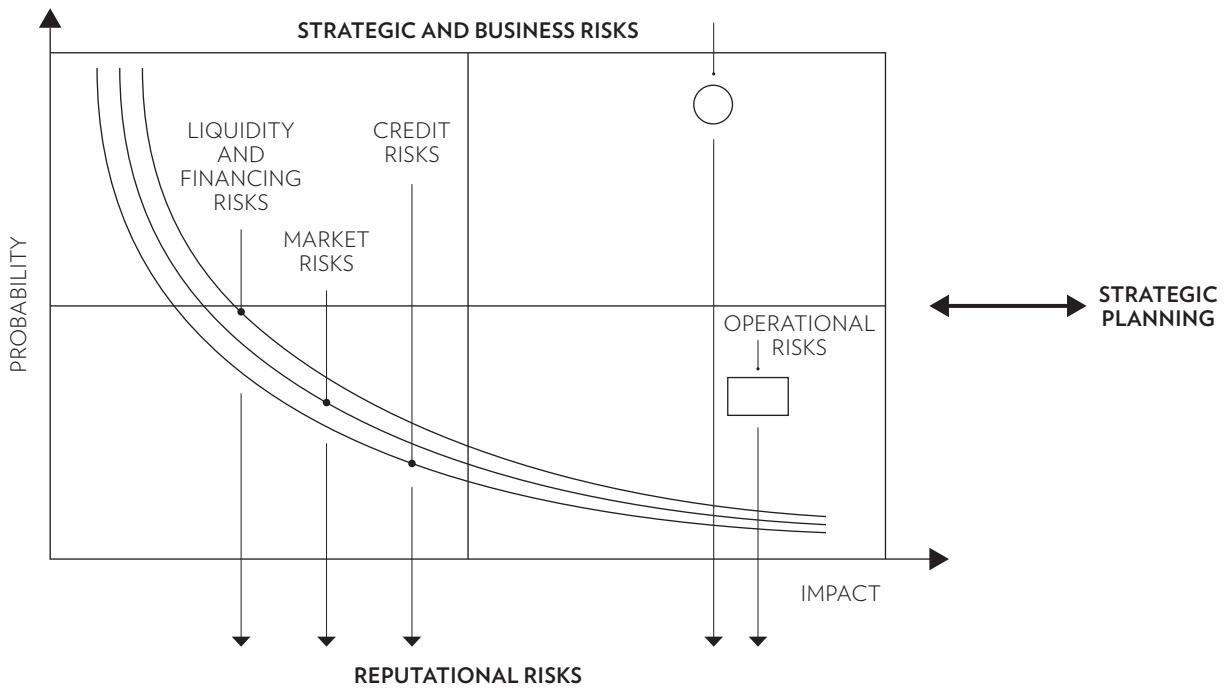 STRATEGIC AND BUSINESS RISKS
LIQUIDITY
AND
FINANCING
RISKS
CREDIT
RISKS
MARKET
RISKS
PROBABILITY
STRATEGIC
PLANNING
OPERATIONAL
RISKS
IMPACT
REPUTATIONAL RISKS